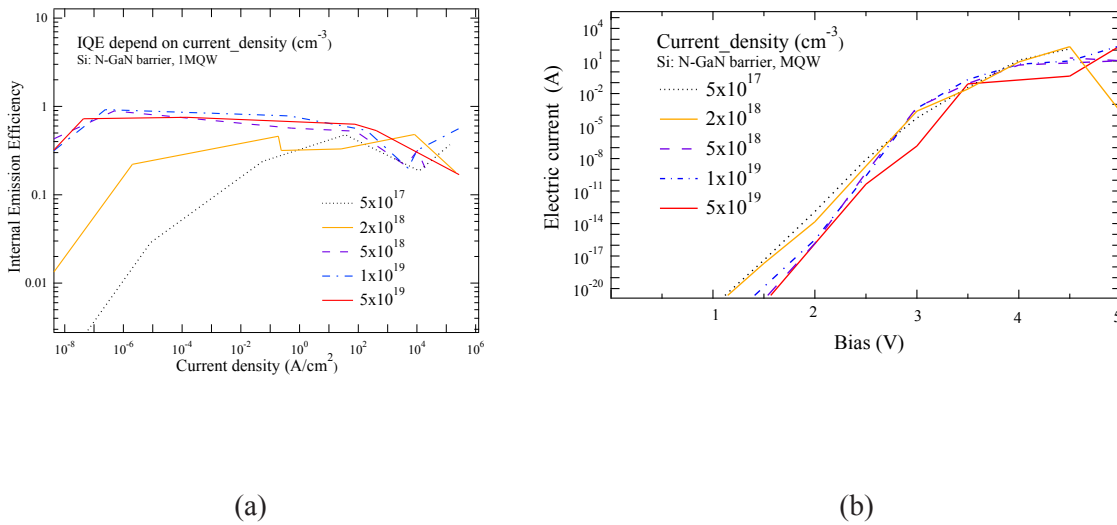 10
1
0.1
0.01
Internal Emission Efficiency
IQE depend on current_density (cm⁻³)
Si: N-GaN barrier, 1MQW
5x10¹⁷
2x10¹⁸
5x10¹⁸
1x10¹⁹
5x10¹⁹
10⁻⁸ 10⁻⁶ 10⁻⁴ 10⁻² 10⁰ 10² 10⁴ 10⁶
Current density (A/cm²)
(a)
10⁴
10¹
10⁻²
10⁻⁵
10⁻⁸
10⁻¹¹
10⁻¹⁴
10⁻¹⁷
10⁻²⁰
Electric current (A)
Current_density (cm⁻³)
Si: N-GaN barrier, MQW
5x10¹⁷
2x10¹⁸
5x10¹⁸
1x10¹⁹
5x10¹⁹
1 2 3 4 5
Bias (V)
(b)